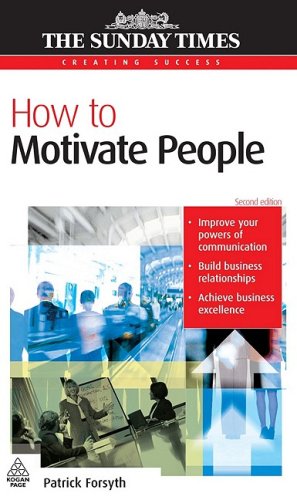 THE SUNDAY TIMES
CREATING SUCCESS
How to
Motivate People
Second edition
• Improve your
powers of
communication
• Build business
relationships
• Achieve business
excellence
KOGAN
PAGE
Patrick Forsyth